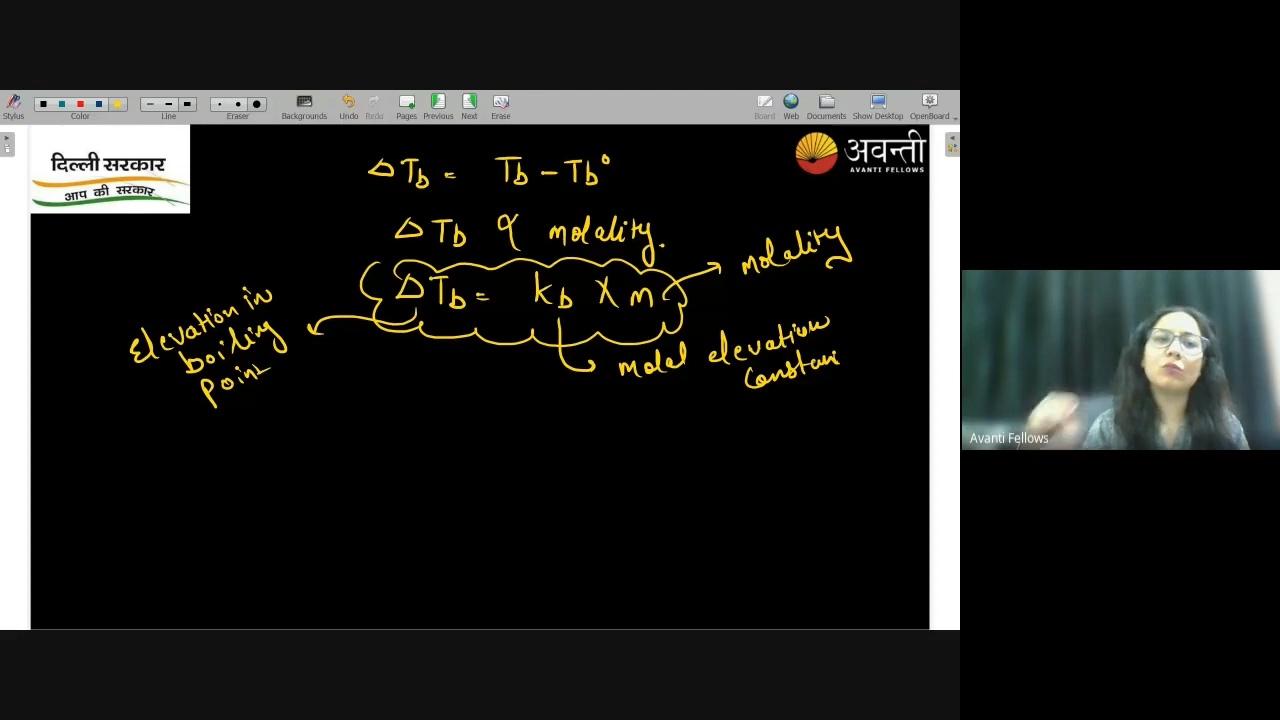 Stylus
Color
Line
Eraser
Backgrounds
Undo
Redo
Pages
Previous
Next
Erase
Board
Web
Documents
Show Desktop
OpenBoard
दिल्ली सरकार
आप की सरकार
अवन्ती
AVANTI FELLOWS
ΔTb = Tb - Tb°
ΔTb ∝ molality.
ΔTb = Kb X m
molality
Elevation in
boiling
point
molal elevation
Constan
Avanti Fellows